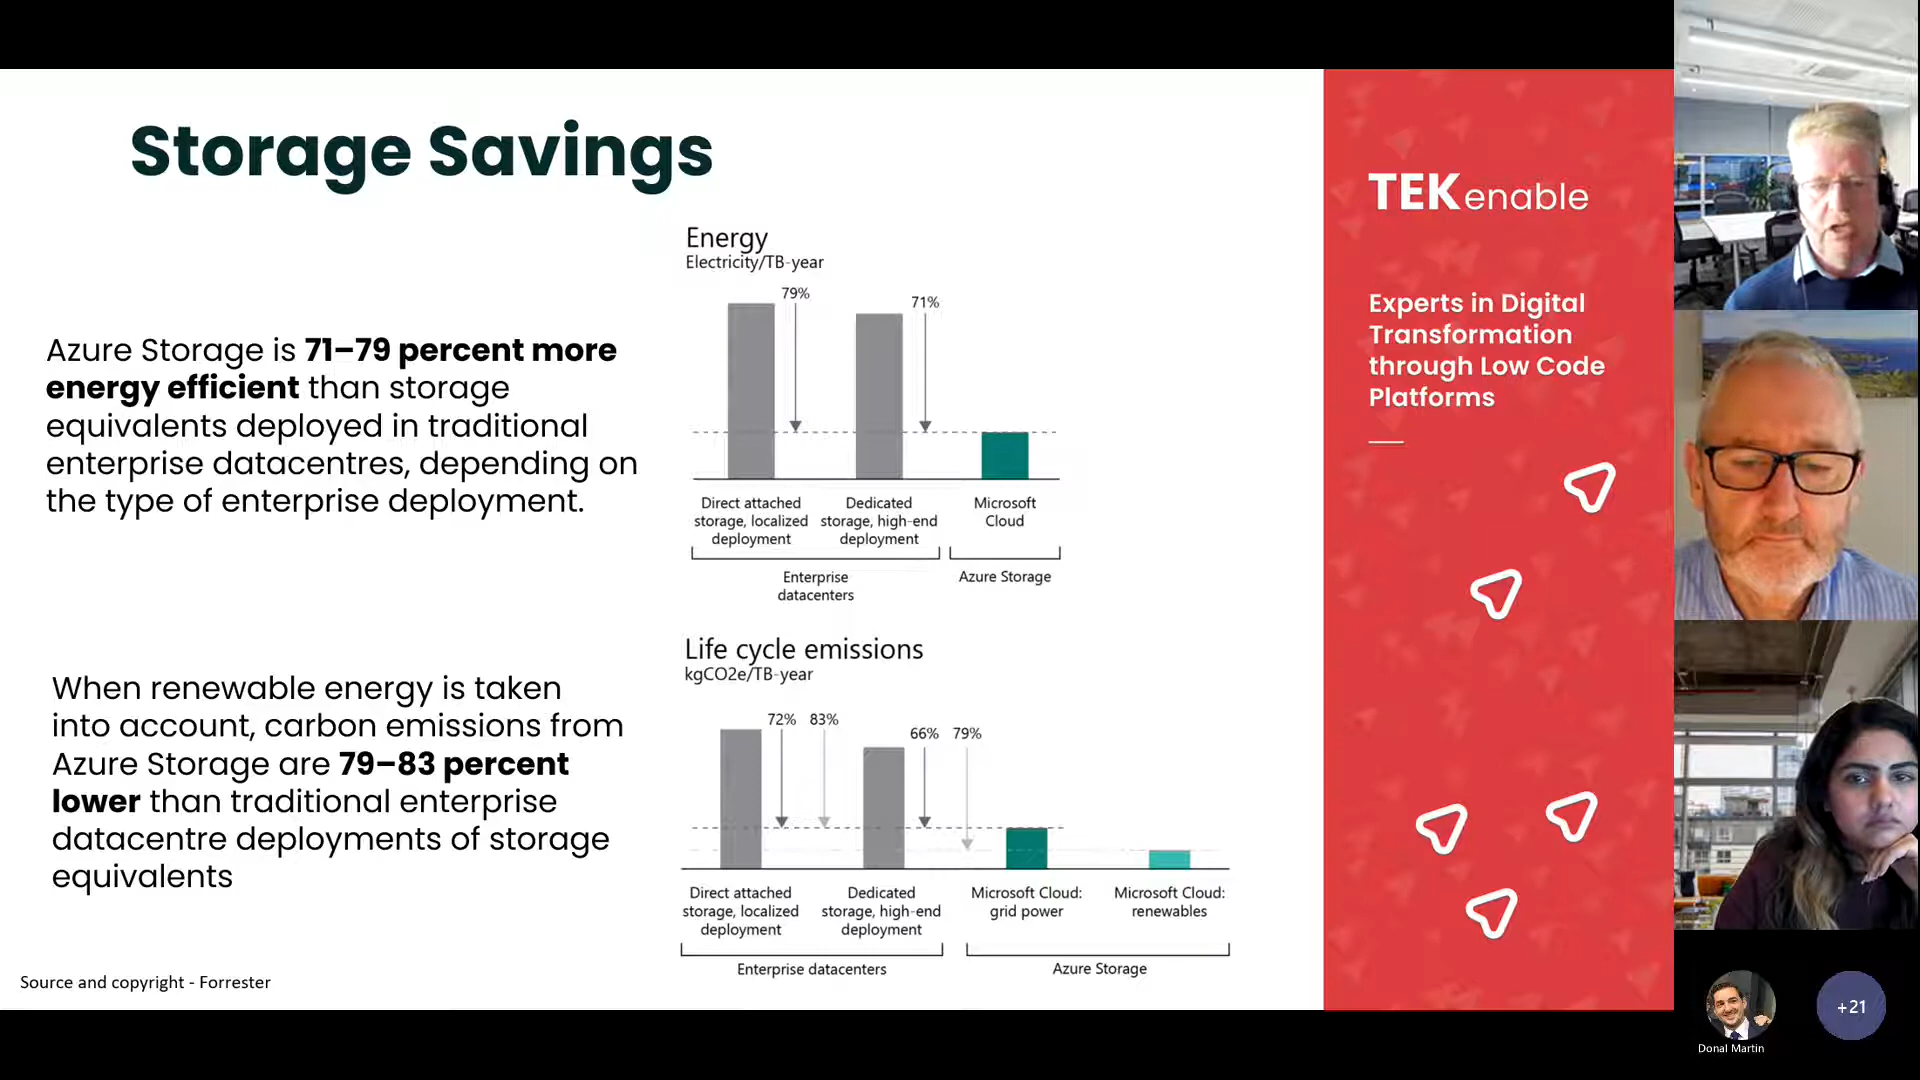 Storage Savings
Azure Storage is 71–79 percent more
energy efficient than storage
equivalents deployed in traditional
enterprise datacentres, depending on
the type of enterprise deployment.
When renewable energy is taken
into account, carbon emissions from
Azure Storage are 79–83 percent
lower than traditional enterprise
datacentre deployments of storage
equivalents
Source and copyright - Forrester
Energy
Electricity/TB-year
79%
71%
Direct attached
storage, localized
deployment
Dedicated
storage, high-end
deployment
Microsoft
Cloud
Enterprise
datacenters
Azure Storage
Life cycle emissions
kgCO2e/TB-year
72% 83%
66% 79%
Direct attached
storage, localized
deployment
Dedicated
storage, high-end
deployment
Microsoft Cloud:
grid power
Microsoft Cloud:
renewables
Enterprise datacenters
Azure Storage
TEKenable
Experts in Digital
Transformation
through Low Code
Platforms
Donal Martin
+21